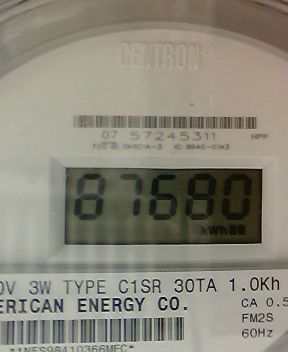 CENTRON®
07 57245311 HPP
87680
kWh
0V 3W TYPE C1SR 30TA 1.0Kh
ERICAN ENERGY CO. CA 0.5
FM2S
60Hz